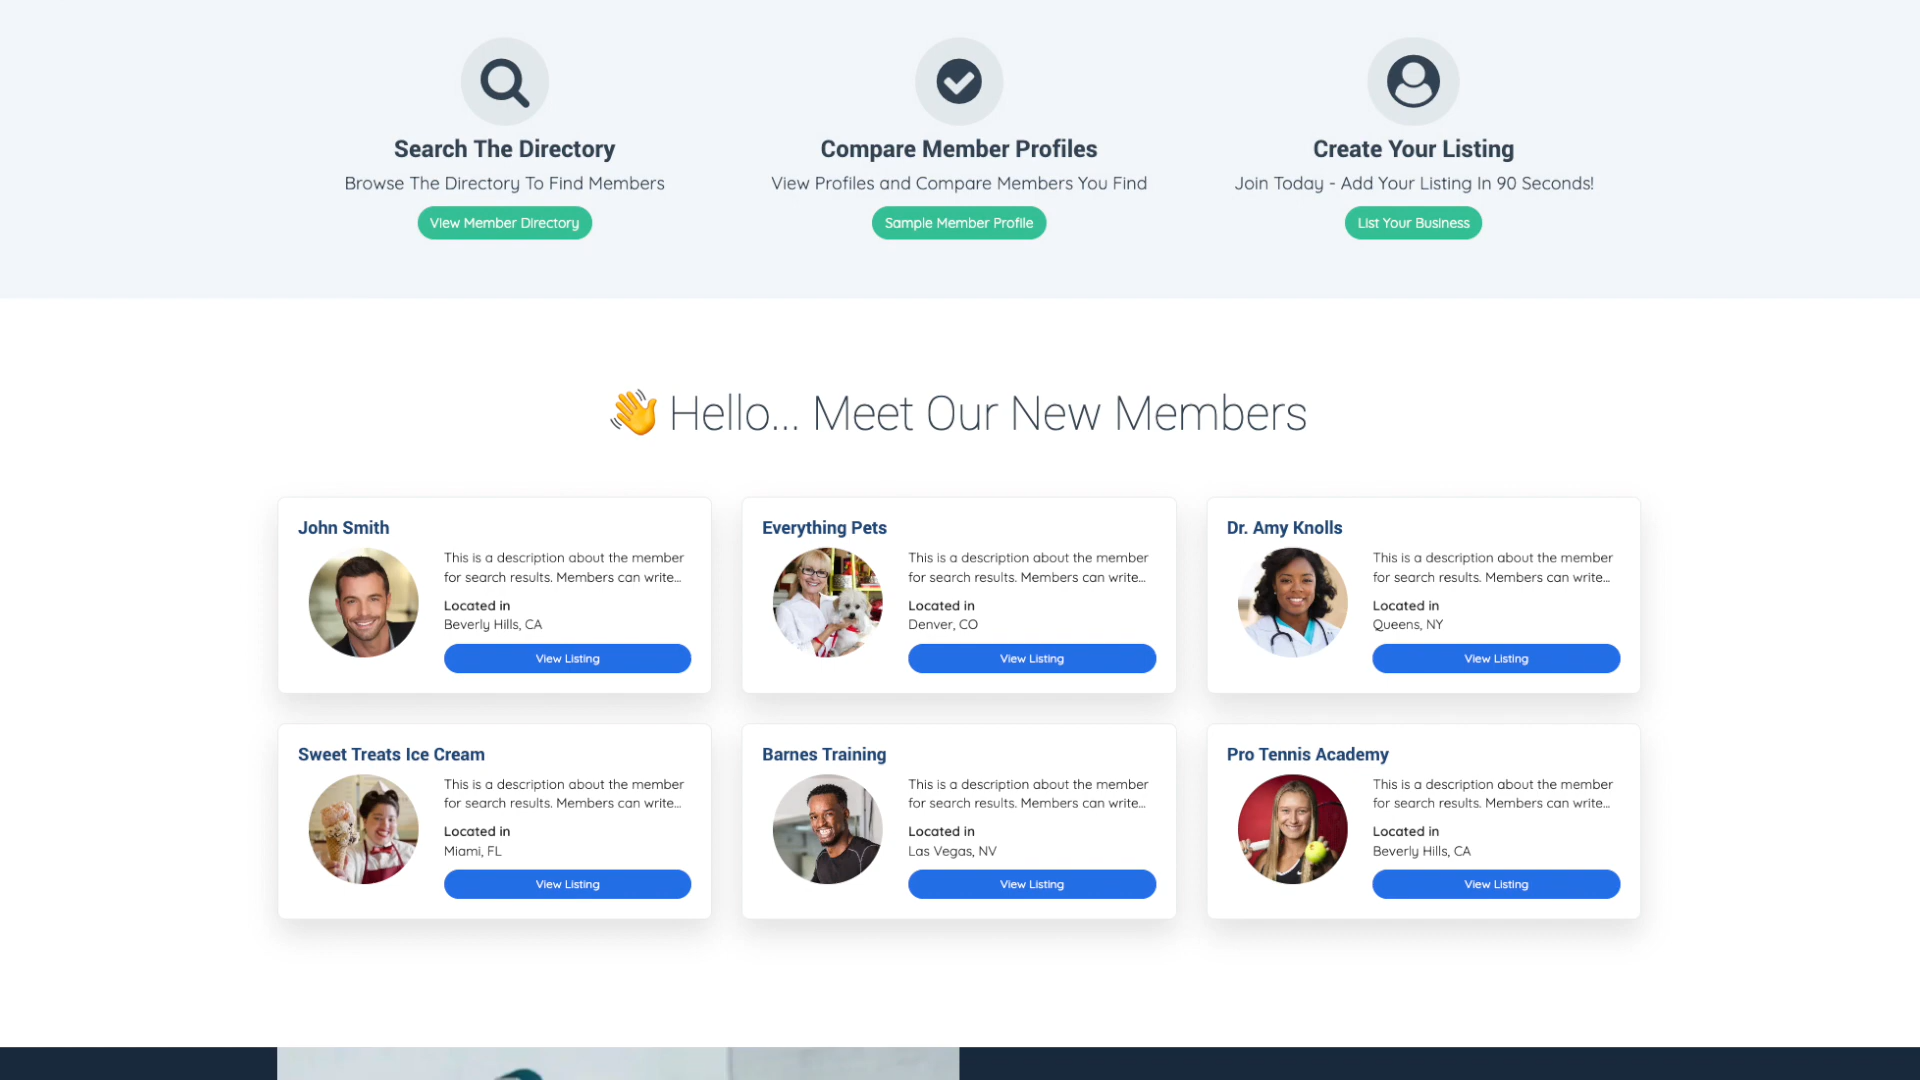 Search The Directory
Browse The Directory To Find Members
View Member Directory
Compare Member Profiles
View Profiles and Compare Members You Find
Sample Member Profile
Create Your Listing
Join Today - Add Your Listing In 90 Seconds!
List Your Business
👋 Hello... Meet Our New Members
John Smith
This is a description about the member
for search results. Members can write...
Located in
Beverly Hills, CA
View Listing
Everything Pets
This is a description about the member
for search results. Members can write...
Located in
Denver, CO
View Listing
Dr. Amy Knolls
This is a description about the member
for search results. Members can write...
Located in
Queens, NY
View Listing
Sweet Treats Ice Cream
This is a description about the member
for search results. Members can write...
Located in
Miami, FL
View Listing
Barnes Training
This is a description about the member
for search results. Members can write...
Located in
Las Vegas, NV
View Listing
Pro Tennis Academy
This is a description about the member
for search results. Members can write...
Located in
Beverly Hills, CA
View Listing